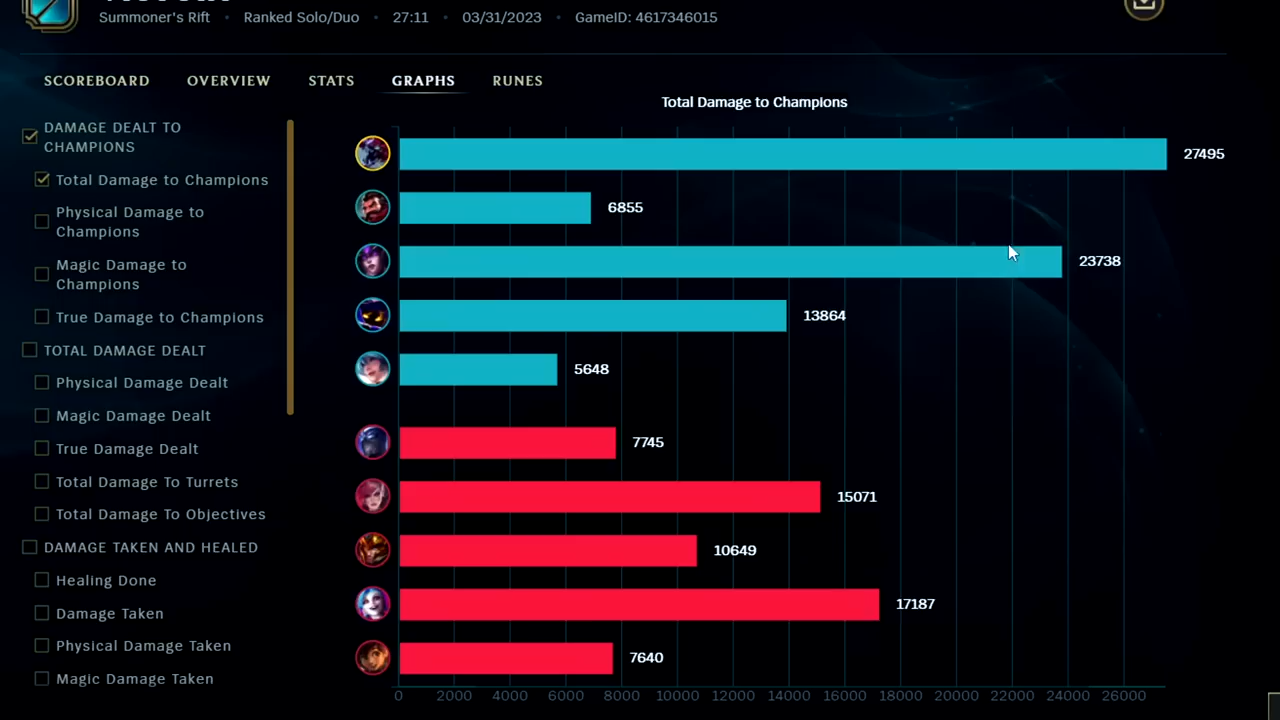 Summoner's Rift • Ranked Solo/Duo • 27:11 • 03/31/2023 • GameID: 4617346015
SCOREBOARD OVERVIEW STATS GRAPHS RUNES
DAMAGE DEALT TO
CHAMPIONS
Total Damage to Champions
Physical Damage to
Champions
Magic Damage to
Champions
True Damage to Champions
TOTAL DAMAGE DEALT
Physical Damage Dealt
Magic Damage Dealt
True Damage Dealt
Total Damage To Turrets
Total Damage To Objectives
DAMAGE TAKEN AND HEALED
Healing Done
Damage Taken
Physical Damage Taken
Magic Damage Taken
Total Damage to Champions
27495
6855
23738
13864
5648
7745
15071
10649
17187
7640
0 2000 4000 6000 8000 10000 12000 14000 16000 18000 20000 22000 24000 26000